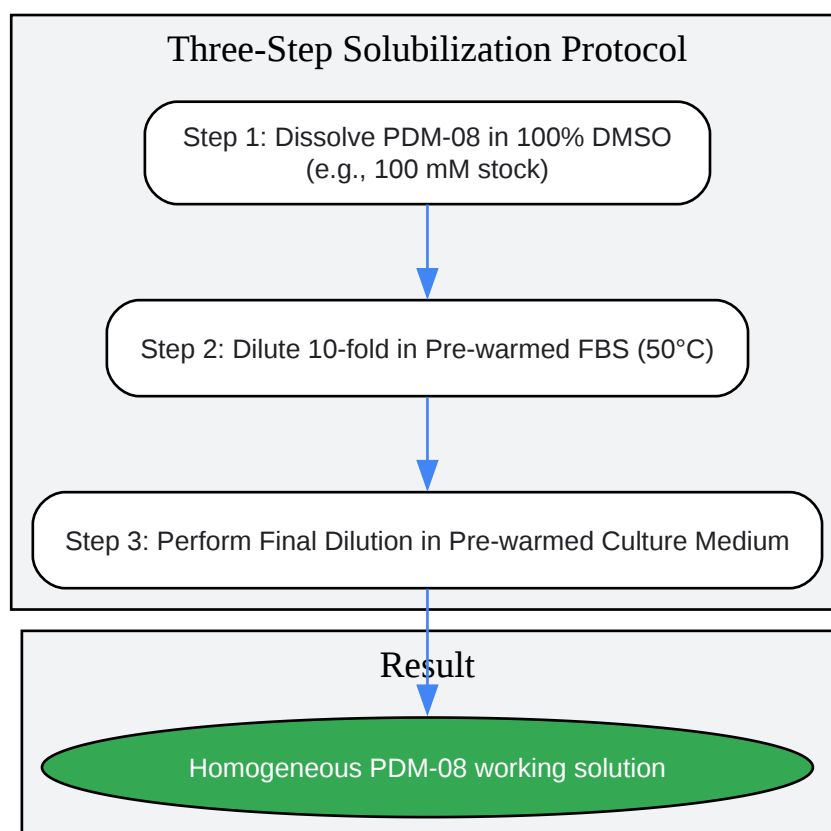 Three-Step Solubilization Protocol
Step 1: Dissolve PDM-08 in 100% DMSO
(e.g., 100 mM stock)
Step 2: Dilute 10-fold in Pre-warmed FBS (50°C)
Step 3: Perform Final Dilution in Pre-warmed Culture Medium
Result
Homogeneous PDM-08 working solution